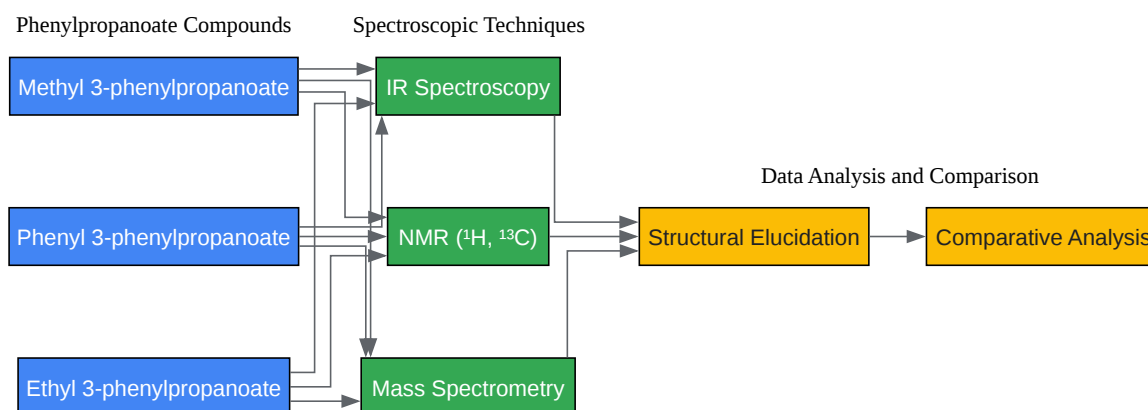 Phenylpropanoate Compounds
Spectroscopic Techniques
Methyl 3-phenylpropanoate
IR Spectroscopy
Data Analysis and Comparison
Phenyl 3-phenylpropanoate
NMR (¹H, ¹³C)
Structural Elucidation
Comparative Analysis
Ethyl 3-phenylpropanoate
Mass Spectrometry